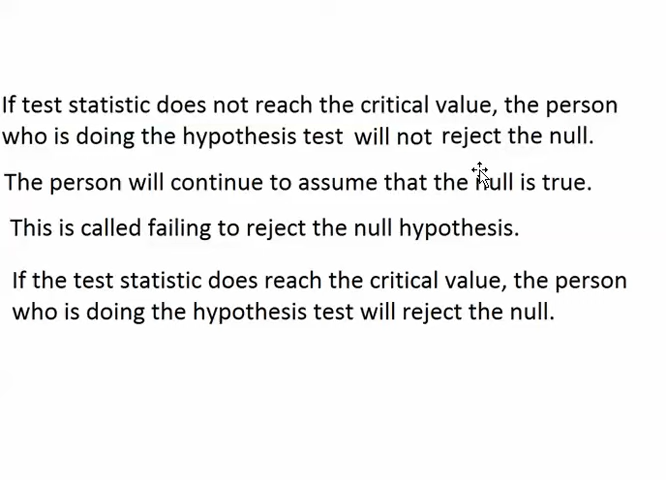 If test statistic does not reach the critical value, the person
who is doing the hypothesis test will not reject the null.
The person will continue to assume that the null is true.
This is called failing to reject the null hypothesis.
If the test statistic does reach the critical value, the person
who is doing the hypothesis test will reject the null.